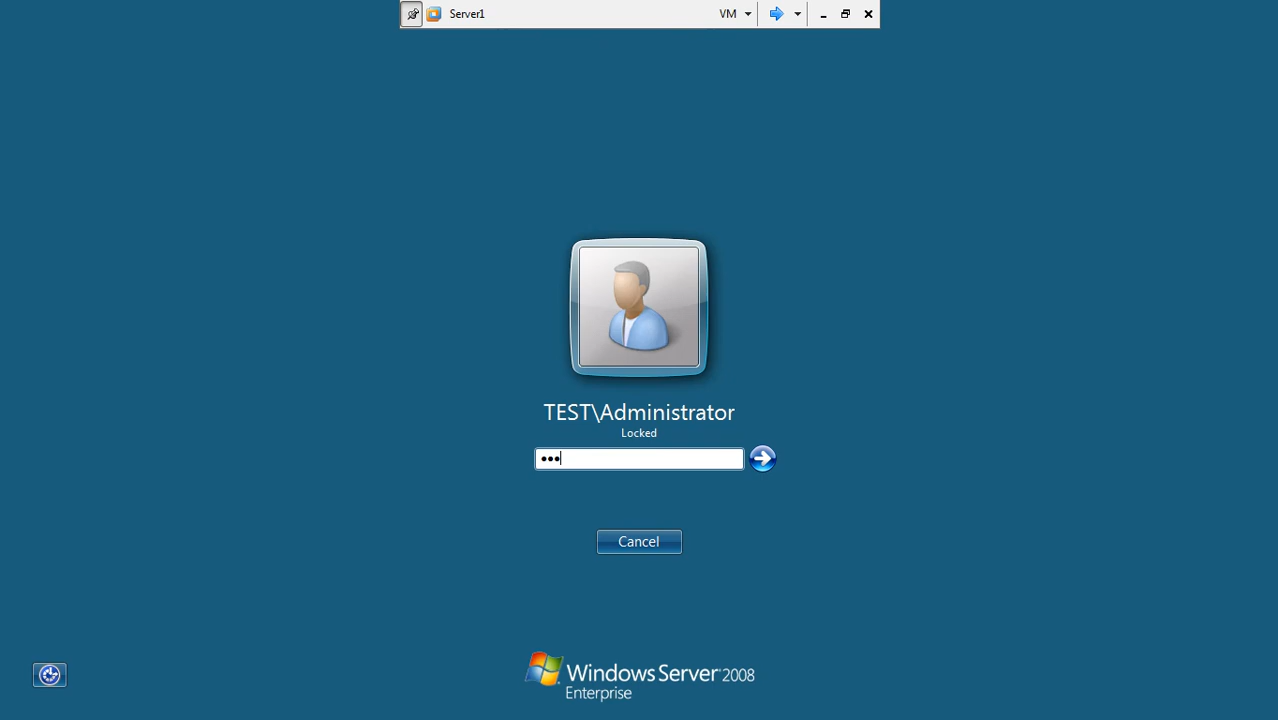 Server1
VM
TEST\Administrator
Locked
•••
Cancel
Windows Server 2008
Enterprise